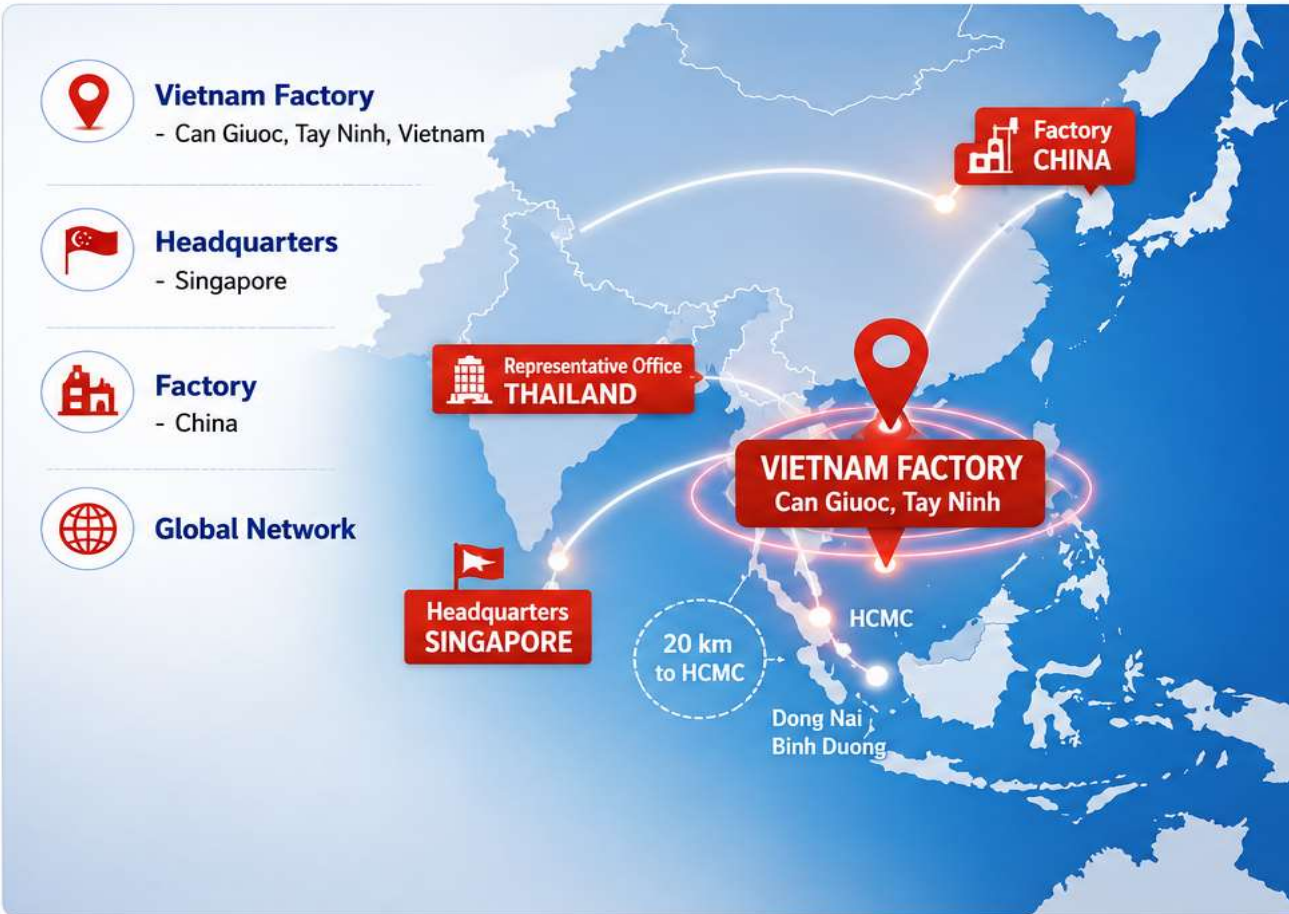 Vietnam Factory
- Can Giuoc, Tay Ninh, Vietnam
Headquarters
- Singapore
Factory
- China
Global Network
Factory
CHINA
Representative Office
THAILAND
VIETNAM FACTORY
Can Giuoc, Tay Ninh
Headquarters
SINGAPORE
20 km
to HCMC
HCMC
Dong Nai
Binh Duong